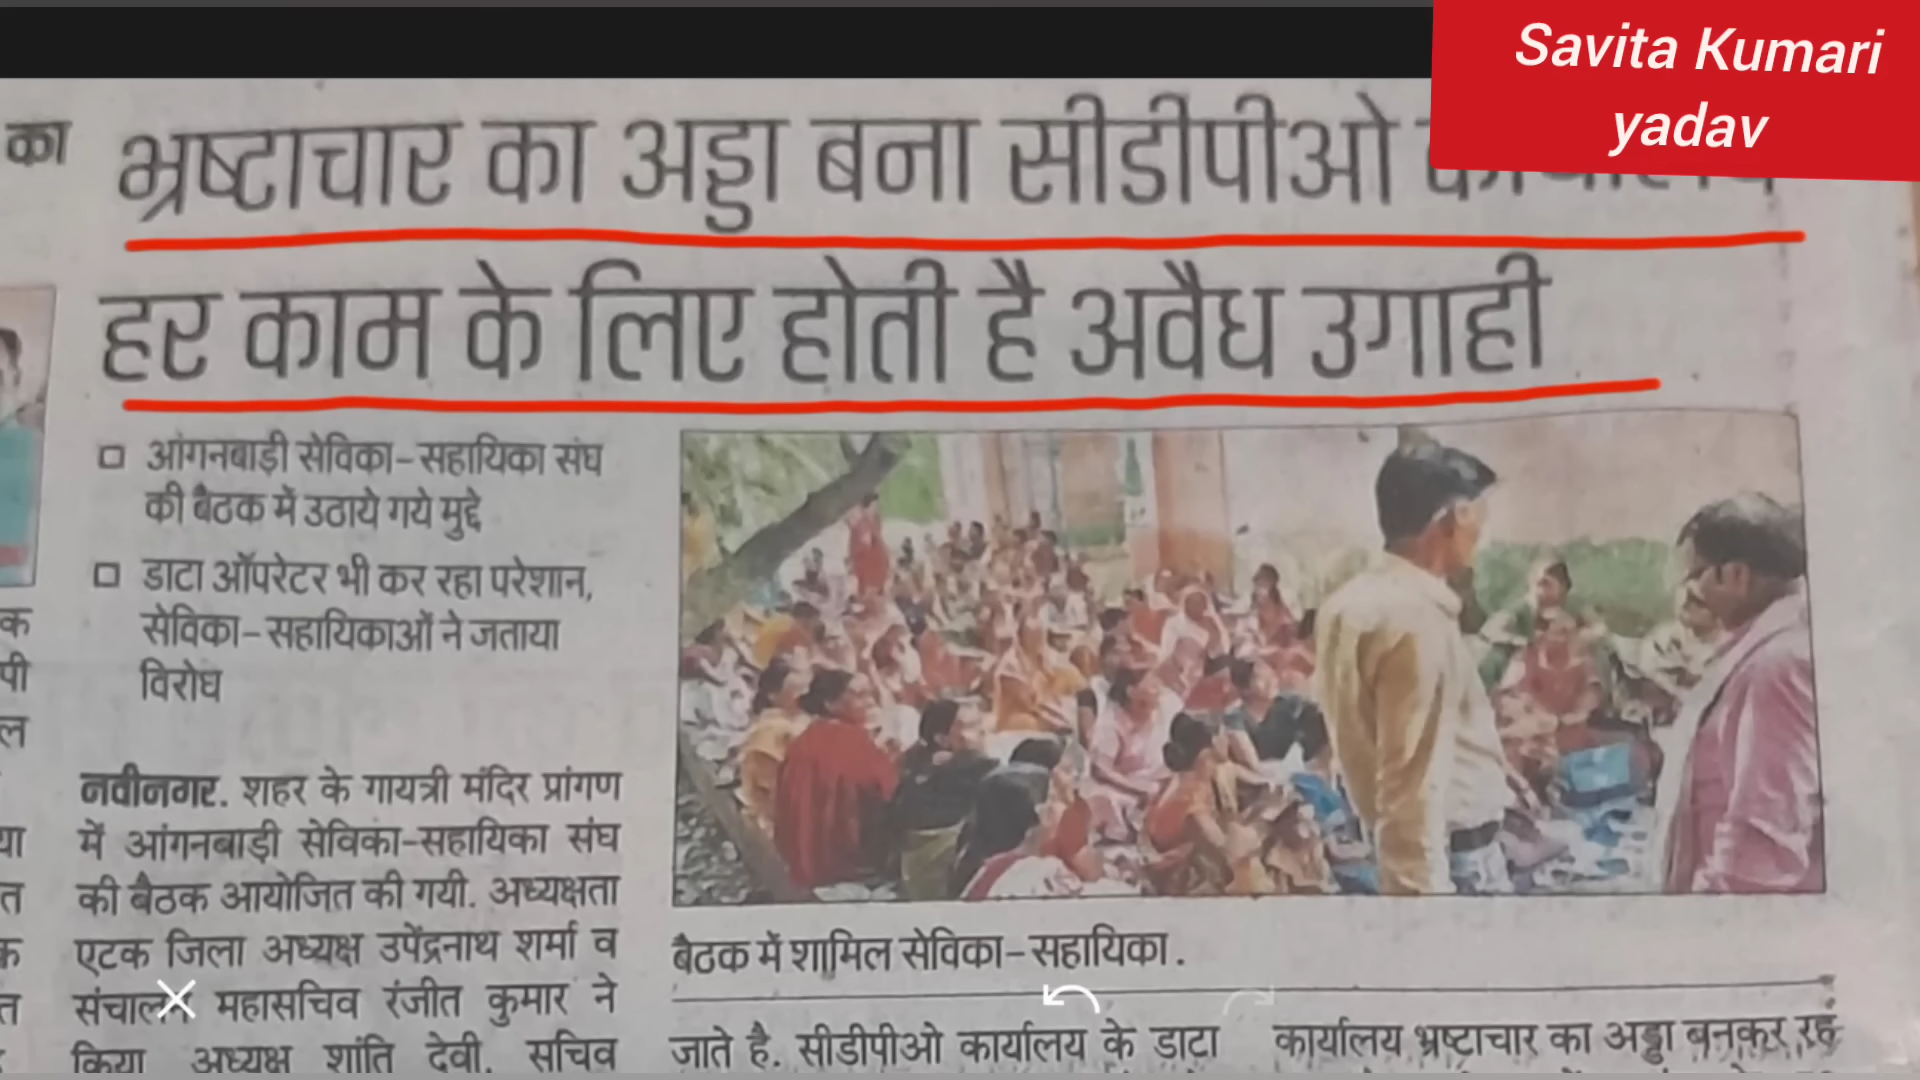 Savita Kumari
yadav
का
भ्रष्टाचार का अड्डा बना सीडीपीओ
हर काम के लिए होती है अवैध उगाही
आंगनबाड़ी सेविका-सहायिका संघ
की बैठक में उठाये गये मुद्दे
डाटा ऑपरेटर भी कर रहा परेशान,
सेविका-सहायिकाओं ने जताया
विरोध
नवीनगर. शहर के गायत्री मंदिर प्रांगण
में आंगनबाड़ी सेविका-सहायिका संघ
की बैठक आयोजित की गयी. अध्यक्षता
एटक जिला अध्यक्ष उपेंद्रनाथ शर्मा व
संचालन महासचिव रंजीत कुमार ने
किया अध्यक्ष शांति देवी, सचिव
बैठक में शामिल सेविका-सहायिका.
जाते है. सीडीपीओ कार्यालय के डाटा
कार्यालय भ्रष्टाचार का अड्डा बनकर रह